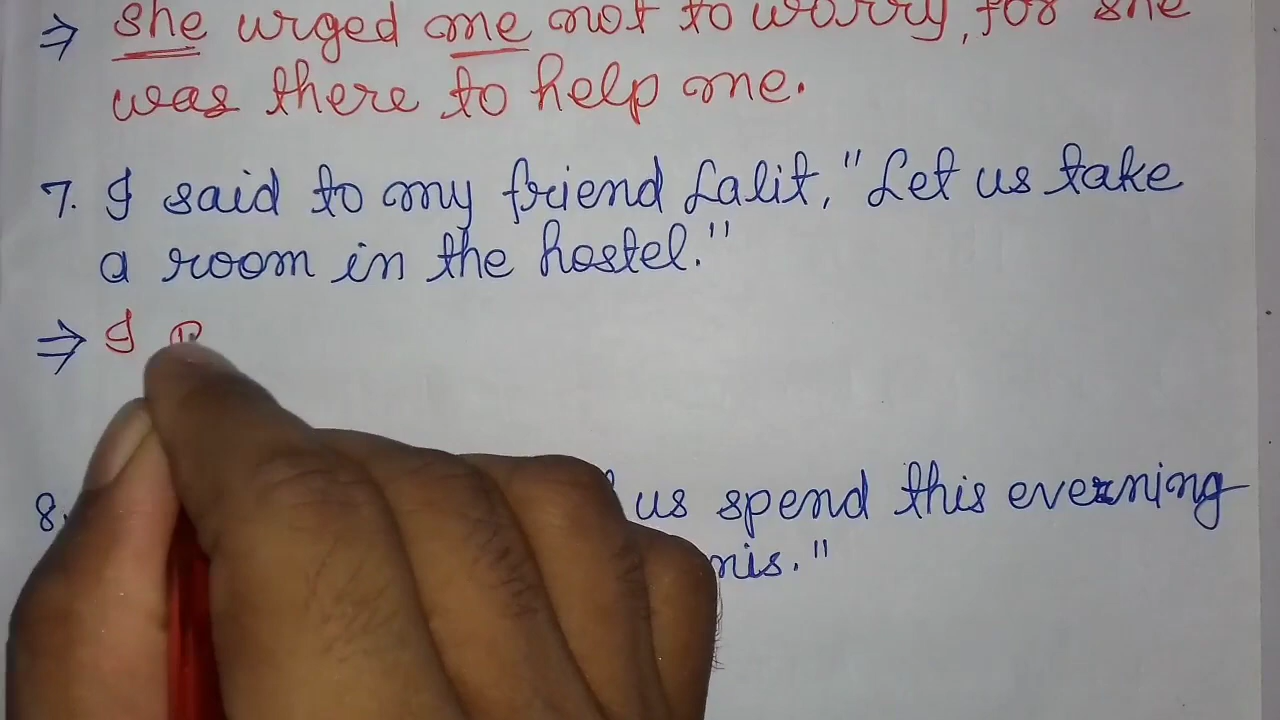 ⇒ she urged me not to worry, for she
was there to help me.
7. I said to my friend Lalit, "Let us take
a room in the hostel."
⇒ I
8. us spend this evening
nis."